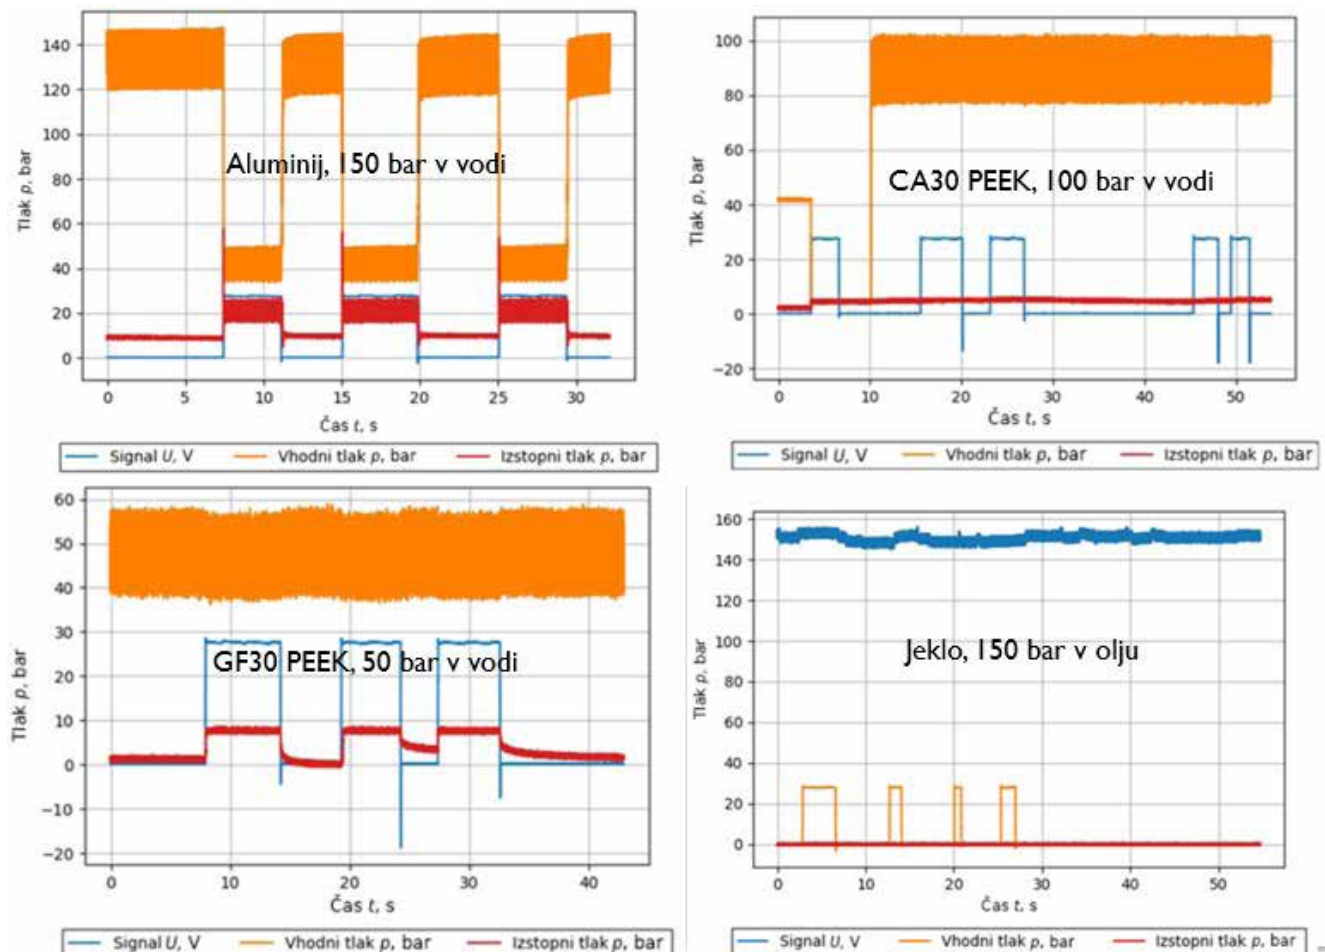 Tlak p, bar
140
120
100
80
60
40
20
0
Aluminij, 150 bar v vodi
0 5 10 15 20 25 30
Čas t, s
Signal U, V Vhodni tlak p, bar Izstopni tlak p, bar
Tlak p, bar
100
80
60
40
20
0
−20
CA30 PEEK, 100 bar v vodi
0 10 20 30 40 50
Čas t, s
Signal U, V Vhodni tlak p, bar Izstopni tlak p, bar
Tlak p, bar
60
50
40
30
20
10
0
−10
−20
GF30 PEEK, 50 bar v vodi
0 10 20 30 40
Čas t, s
Signal U, V Vhodni tlak p, bar Izstopni tlak p, bar
Tlak p, bar
160
140
120
100
80
60
40
20
0
Jeklo, 150 bar v olju
0 10 20 30 40 50
Čas t, s
Signal U, V Vhodni tlak p, bar Izstopni tlak p, bar